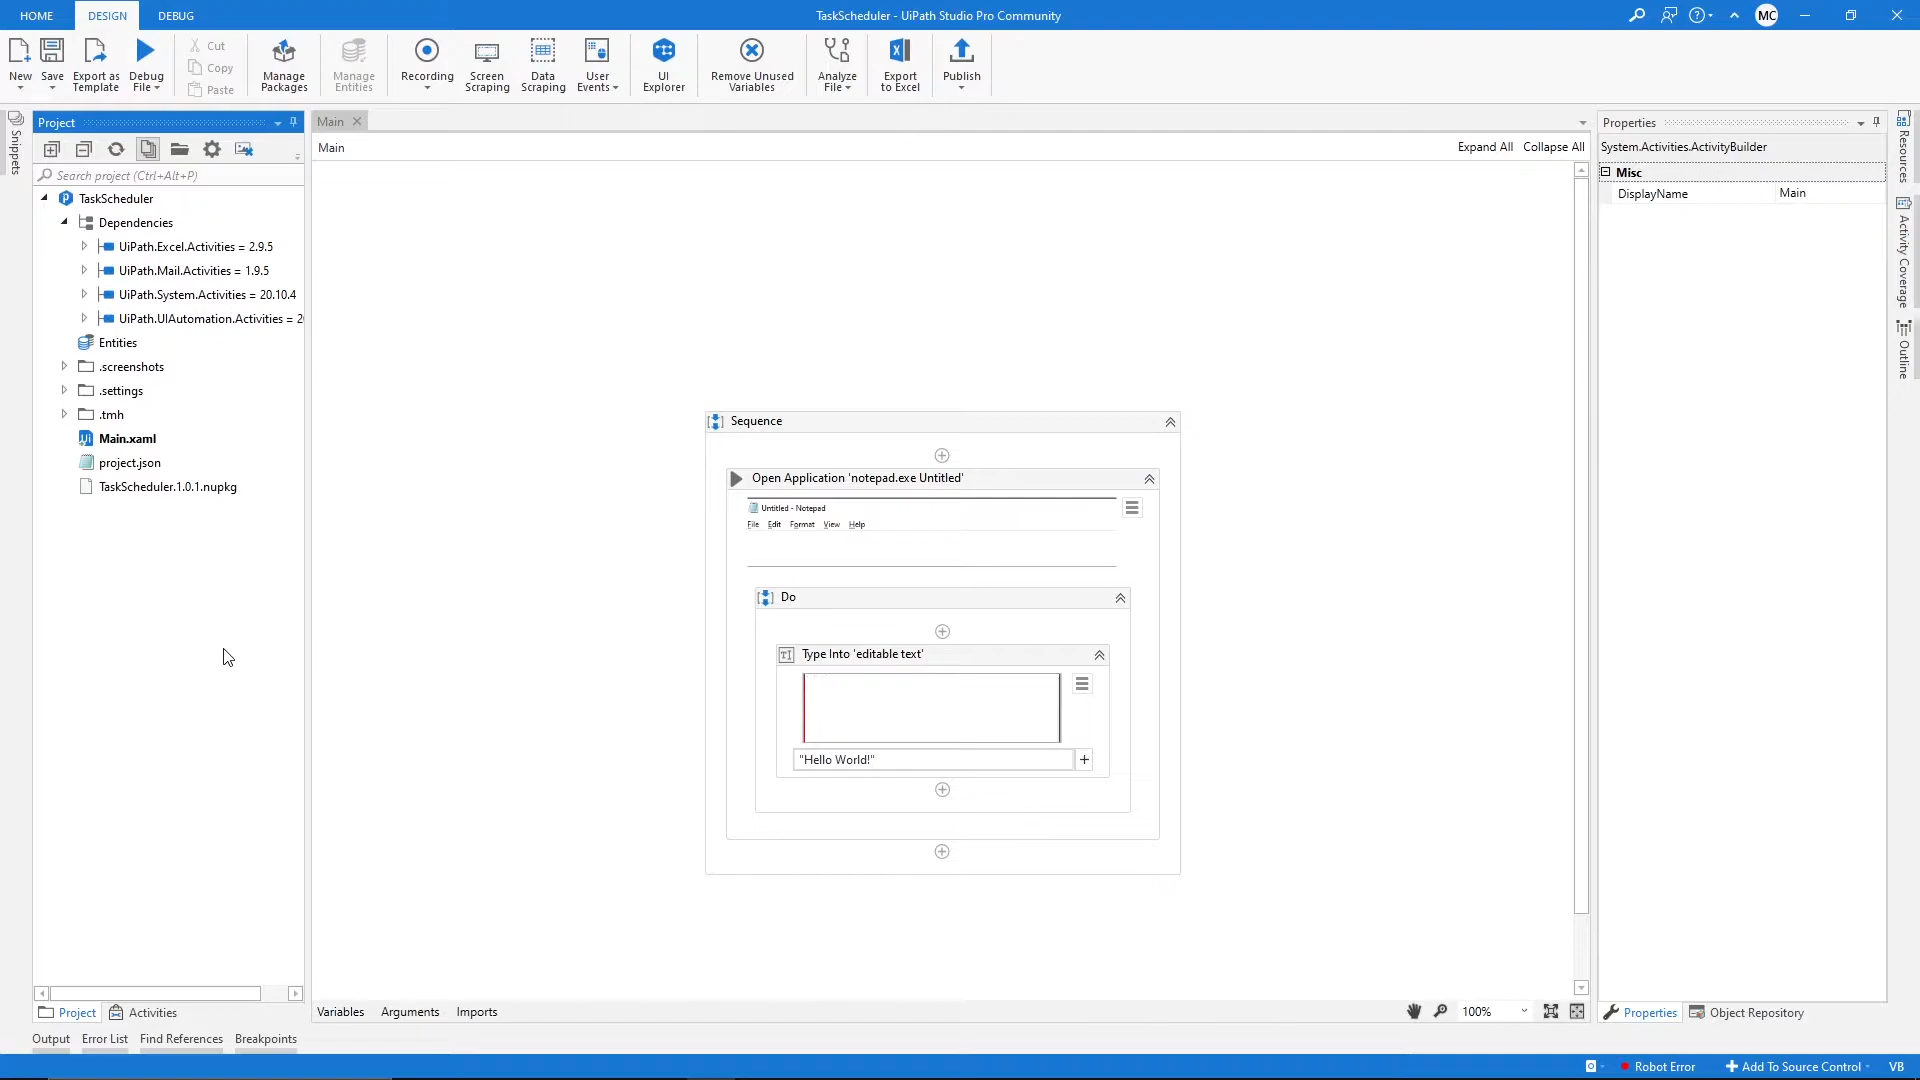 HOME DESIGN DEBUG TaskScheduler - UiPath Studio Pro Community MC
New Save Export as Template Debug File Cut Copy Paste Manage Packages Manage Entities Recording Screen Scraping Data Scraping User Events UI Explorer Remove Unused Variables Analyze File Export to Excel Publish
Snippets
Project
Search project (Ctrl+Alt+P)
TaskScheduler
Dependencies
UiPath.Excel.Activities = 2.9.5
UiPath.Mail.Activities = 1.9.5
UiPath.System.Activities = 20.10.4
UiPath.UIAutomation.Activities = 2
Entities
.screenshots
.settings
.tmh
Main.xaml
project.json
TaskScheduler.1.0.1.nupkg
Project Activities
Main
Main Expand All Collapse All
Sequence
Open Application 'notepad.exe Untitled'
Untitled - Notepad
File Edit Format View Help
Do
Type Into 'editable text'
"Hello World!"
Variables Arguments Imports 100%
Properties
System.Activities.ActivityBuilder
Misc
DisplayName Main
Properties Object Repository
Resources
Activity Coverage
Outline
Output Error List Find References Breakpoints
Robot Error Add To Source Control VB